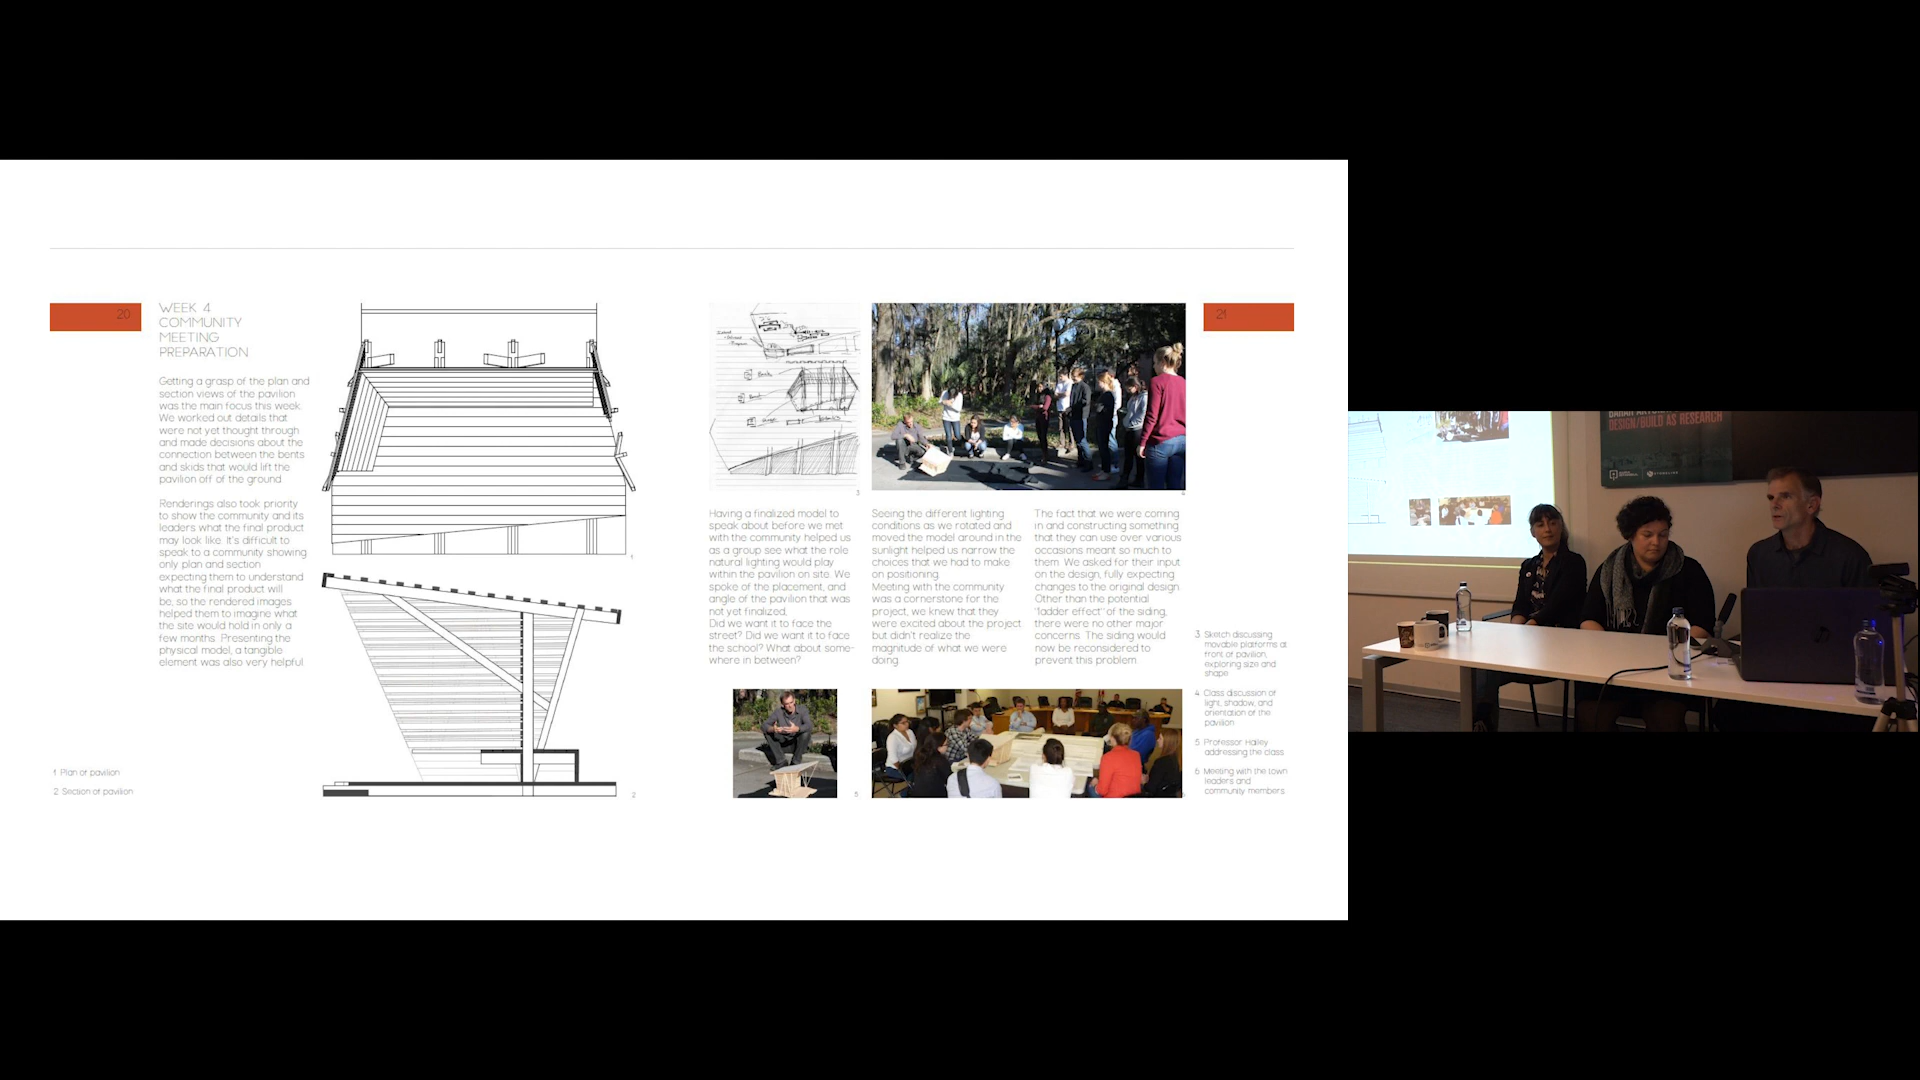 20
WEEK 4
COMMUNITY
MEETING
PREPARATION
Getting a grasp of the plan and
section views of the pavilion
was the main focus this week.
We worked out details that
were not yet thought through
and made decisions about the
connection between the bents
and skids that would lift the
pavilion off of the ground
Renderings also took priority
to show the community and its
leaders what the final product
may look like. It's difficult to
speak to a community showing
only plan and section
expecting them to understand
what the final product will
be, so the rendered images
helped them to imagine what
the site would hold in only a
few months. Presenting the
physical model, a tangible
element was also very helpful
1 Plan of pavilion
2 Section of pavilion
1
2
3
4
Having a finalized model to
speak about before we met
with the community helped us
as a group see what the role
natural lighting would play
within the pavilion on site. We
spoke of the placement, and
angle of the pavilion that was
not yet finalized,
Did we want it to face the
street? Did we want it to face
the school? What about some-
where in between?
Seeing the different lighting
conditions as we rotated and
moved the model around in the
sunlight helped us narrow the
choices that we had to make
on positioning
Meeting with the community
was a cornerstone for the
project, we knew that they
were excited about the project
but didn't realize the
magnitude of what we were
doing.
The fact that we were coming
in and constructing something
that they can use over various
occasions meant so much to
them. We asked for their input
on the design, fully expecting
changes to the original design
Other than the potential
"ladder effect" of the siding,
there were no other major
concerns. The siding would
now be reconsidered to
prevent this problem
5
21
3. Sketch discussing
movable platforms at
front of pavilion,
exploring size and
shape
4. Class discussion of
light, shadow, and
orientation of the
pavilion
5. Professor Hailey
addressing the class
6. Meeting with the town
leaders and
community members.
DESIGN/BUILD AS RESEARCH